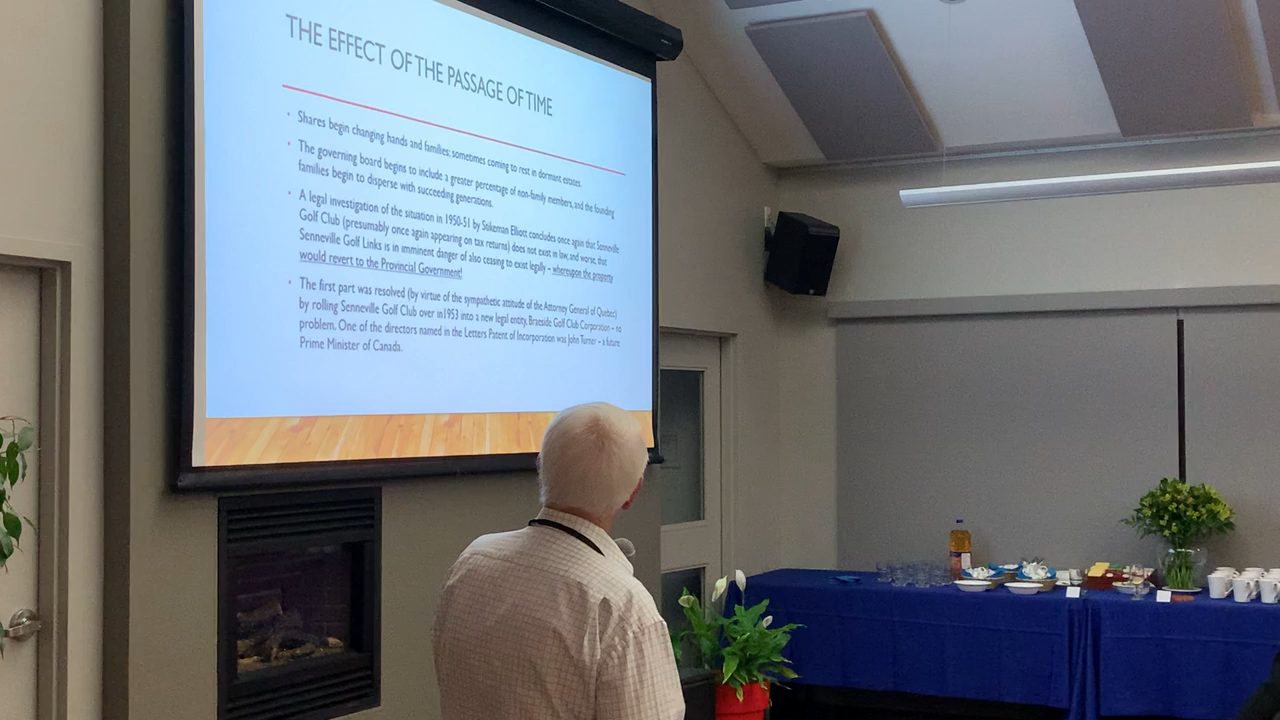 THE EFFECT OF THE PASSAGE OF TIME
• Shares begin changing hands and families; sometimes coming to rest in dormant estates.
• The governing board begins to include a greater percentage of non-family members, and the founding
families begin to disperse with succeeding generations.
• A legal investigation of the situation in 1950-51 by Stikeman Elliott concludes once again that Senneville
Golf Club (presumably once again appearing on tax returns) does not exist in law, and worse, that
Senneville Golf Links is in imminent danger of also ceasing to exist legally – whereupon the property
would revert to the Provincial Government!
• The first part was resolved (by virtue of the sympathetic attitude of the Attorney General of Quebec)
by rolling Senneville Golf Club over in1953 into a new legal entity, Braeside Golf Club Corporation – no
problem. One of the directors named in the Letters Patent of Incorporation was John Turner – a future
Prime Minister of Canada.